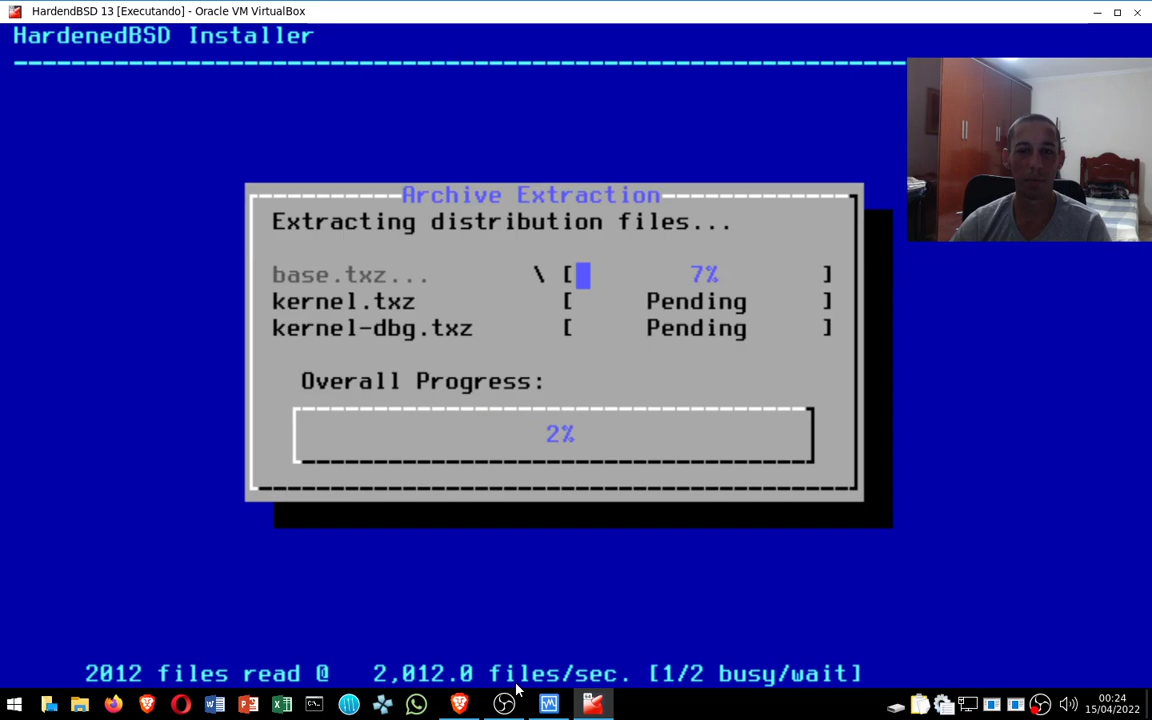 HardendBSD 13 [Executando] - Oracle VM VirtualBox
HardenedBSD Installer
Archive Extraction
Extracting distribution files...
base.txz... \ [ 7% ]
kernel.txz [ Pending ]
kernel-dbg.txz [ Pending ]
Overall Progress:
2%
2012 files read @ 2,012.0 files/sec. [1/2 busy/wait]
00:24
15/04/2022